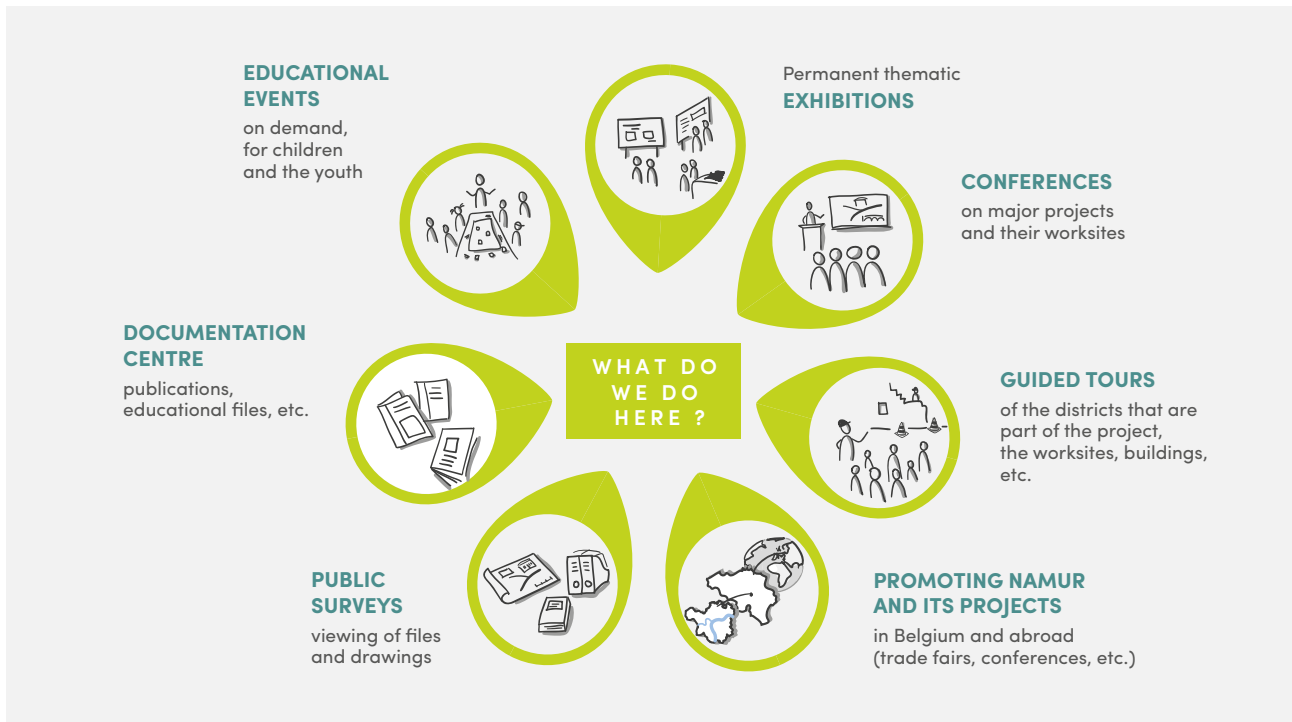 EDUCATIONAL
EVENTS
on demand,
for children
and the youth
Permanent thematic
EXHIBITIONS
CONFERENCES
on major projects
and their worksites
DOCUMENTATION
CENTRE
publications,
educational files, etc.
WHAT DO
WE DO
HERE ?
GUIDED TOURS
of the districts that are
part of the project,
the worksites, buildings,
etc.
PUBLIC
SURVEYS
viewing of files
and drawings
PROMOTING NAMUR
AND ITS PROJECTS
in Belgium and abroad
(trade fairs, conferences, etc.)